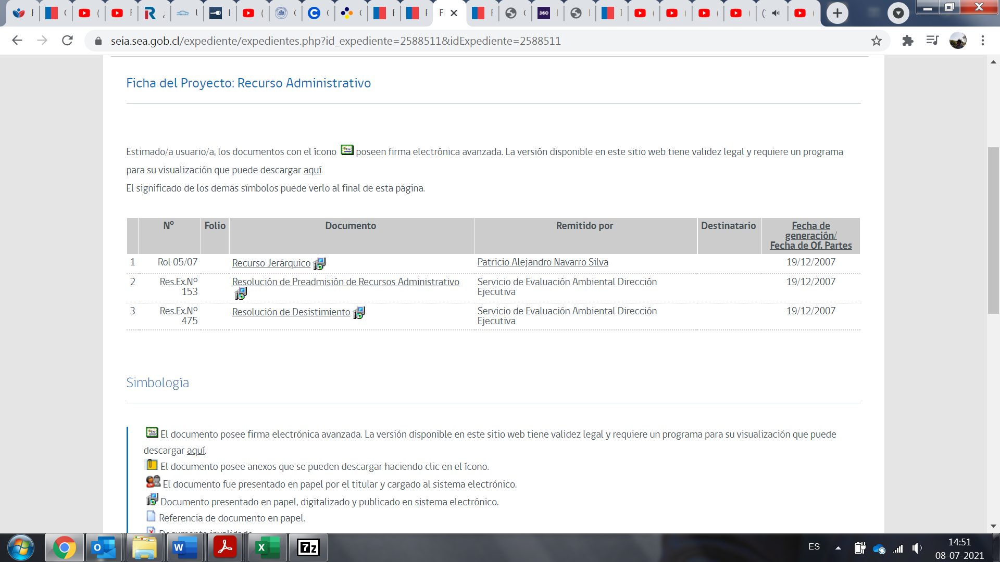 seia.sea.gob.cl/expediente/expedientes.php?id_expediente=2588511&idExpediente=2588511
Ficha del Proyecto: Recurso Administrativo
Estimado/a usuario/a, los documentos con el ícono poseen firma electrónica avanzada. La versión disponible en este sitio web tiene validez legal y requiere un programa
para su visualización que puede descargar aquí
El significado de los demás símbolos puede verlo al final de esta página.
Nº Folio Documento Remitido por Destinatario Fecha de
generación/
Fecha de Of. Partes
1 Rol 05/07 Recurso Jerárquico Patricio Alejandro Navarro Silva 19/12/2007
2 Res.Ex.Nº Resolución de Preadmisión de Recursos Administrativo Servicio de Evaluación Ambiental Dirección 19/12/2007
153 Ejecutiva
3 Res.Ex.Nº Resolución de Desistimiento Servicio de Evaluación Ambiental Dirección 19/12/2007
475 Ejecutiva
Simbología
El documento posee firma electrónica avanzada. La versión disponible en este sitio web tiene validez legal y requiere un programa para su visualización que puede
descargar aquí.
El documento posee anexos que se pueden descargar haciendo clic en el ícono.
El documento fue presentado en papel por el titular y cargado al sistema electrónico.
Documento presentado en papel, digitalizado y publicado en sistema electrónico.
Referencia de documento en papel.
ES
14:51
08-07-2021